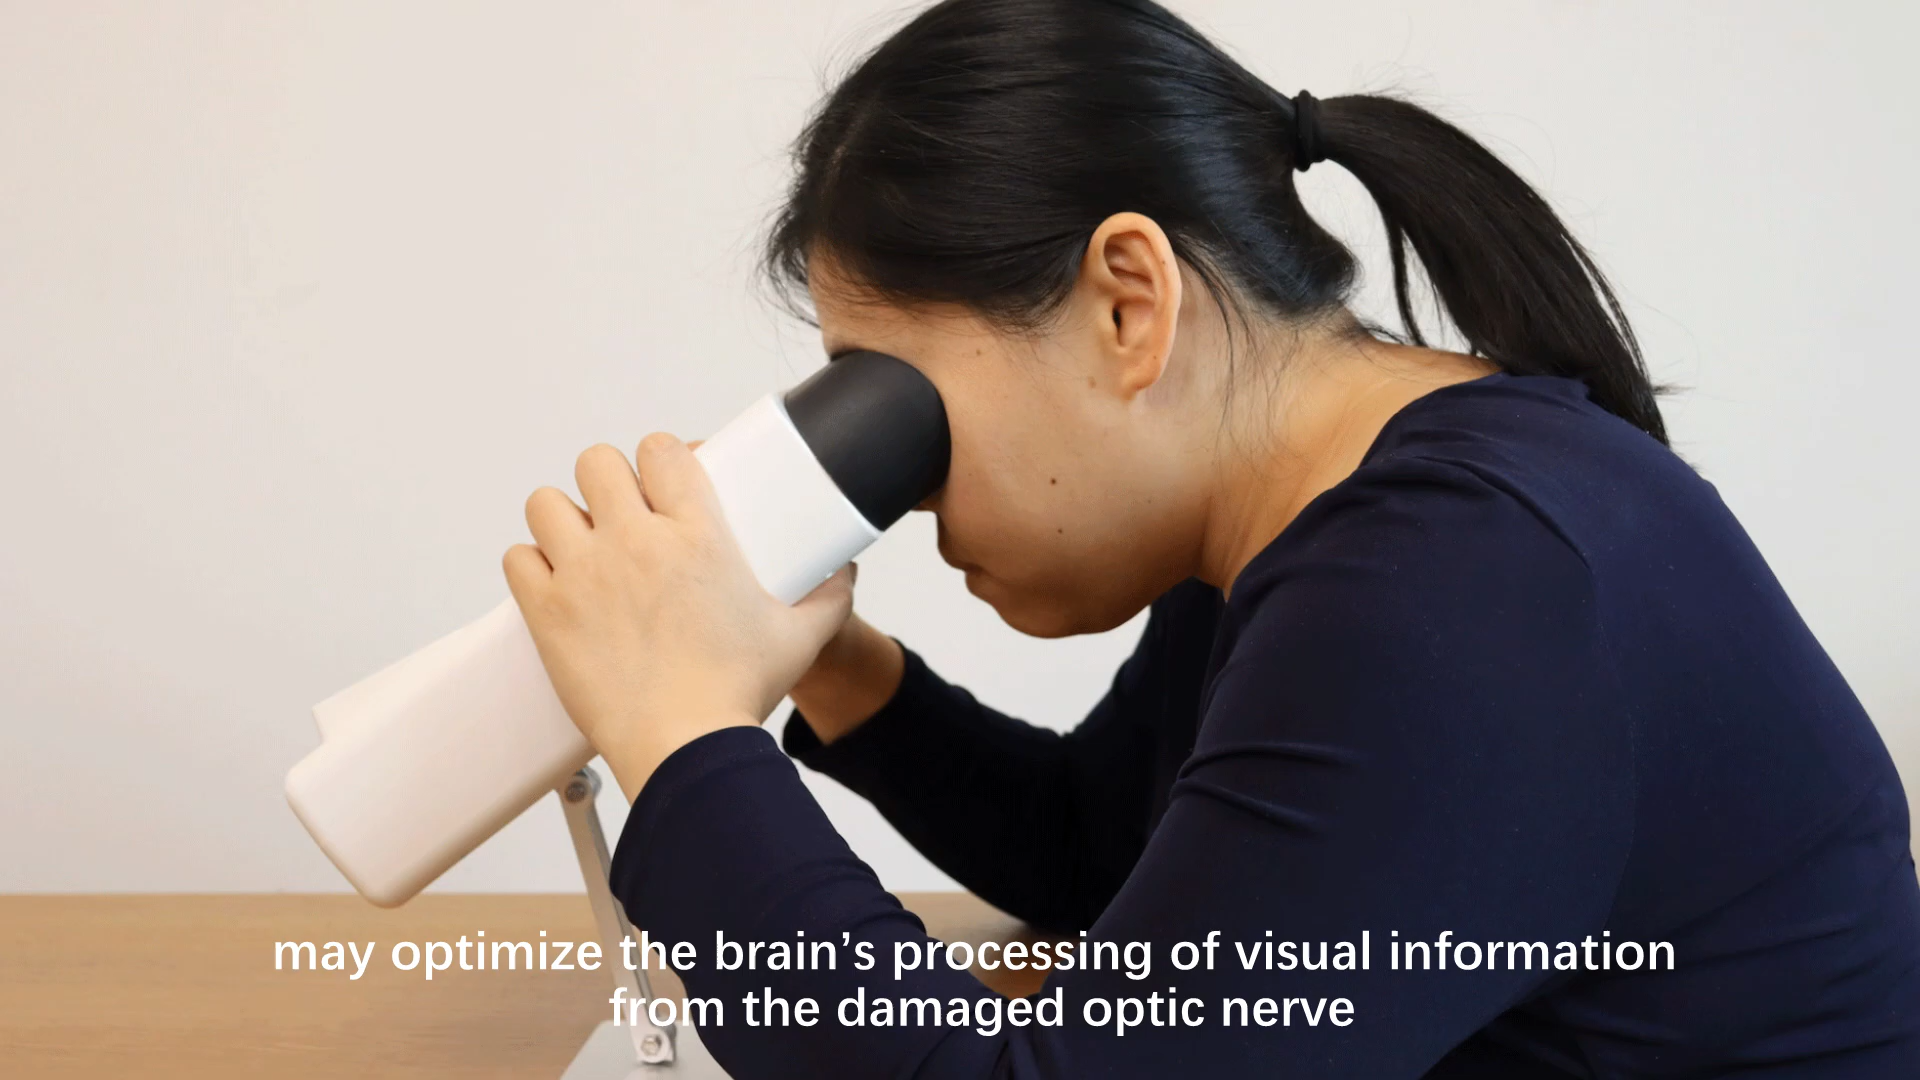 may optimize the brain’s processing of visual information
from the damaged optic nerve